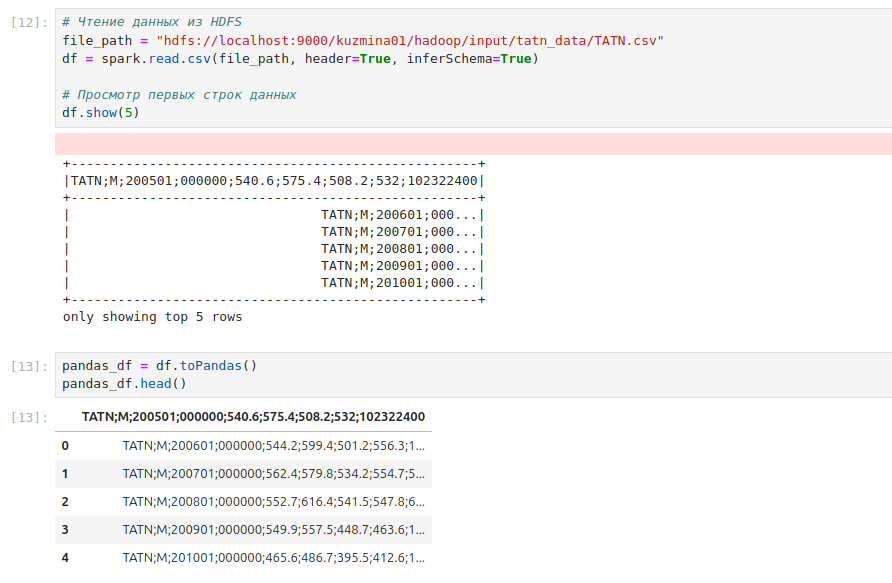 [12]: # Чтение данных из HDFS
file_path = "hdfs://localhost:9000/kuzmina01/hadoop/input/tatn_data/TATN.csv"
df = spark.read.csv(file_path, header=True, inferSchema=True)
# Просмотр первых строк данных
df.show(5)
+----------------------------------------------------+
|TATN;M;200501;000000;540.6;575.4;508.2;532;102322400|
+----------------------------------------------------+
| TATN;M;200601;000...|
| TATN;M;200701;000...|
| TATN;M;200801;000...|
| TATN;M;200901;000...|
| TATN;M;201001;000...|
+----------------------------------------------------+
only showing top 5 rows
[13]: pandas_df = df.toPandas()
pandas_df.head()
[13]: TATN;M;200501;000000;540.6;575.4;508.2;532;102322400
0 TATN;M;200601;000000;544.2;599.4;501.2;556.3;1...
1 TATN;M;200701;000000;562.4;579.8;534.2;554.7;5...
2 TATN;M;200801;000000;552.7;616.4;541.5;547.8;6...
3 TATN;M;200901;000000;549.9;557.5;448.7;463.6;1...
4 TATN;M;201001;000000;465.6;486.7;395.5;412.6;1...